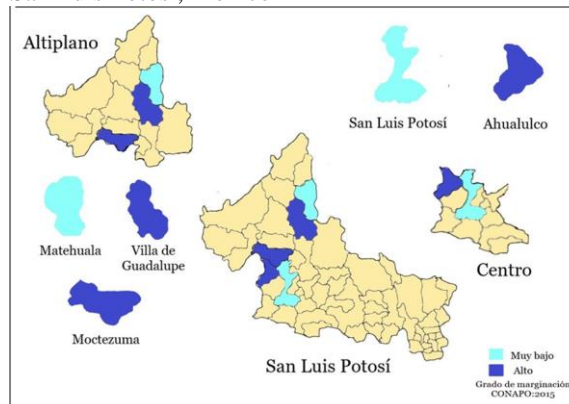 Altiplano
San Luis Potosí
Ahualulco
Matehuala
Villa de
Guadalupe
Moctezuma
Centro
San Luis Potosí
Muy bajo
Alto
Grado de marginación
CONAPO:2015